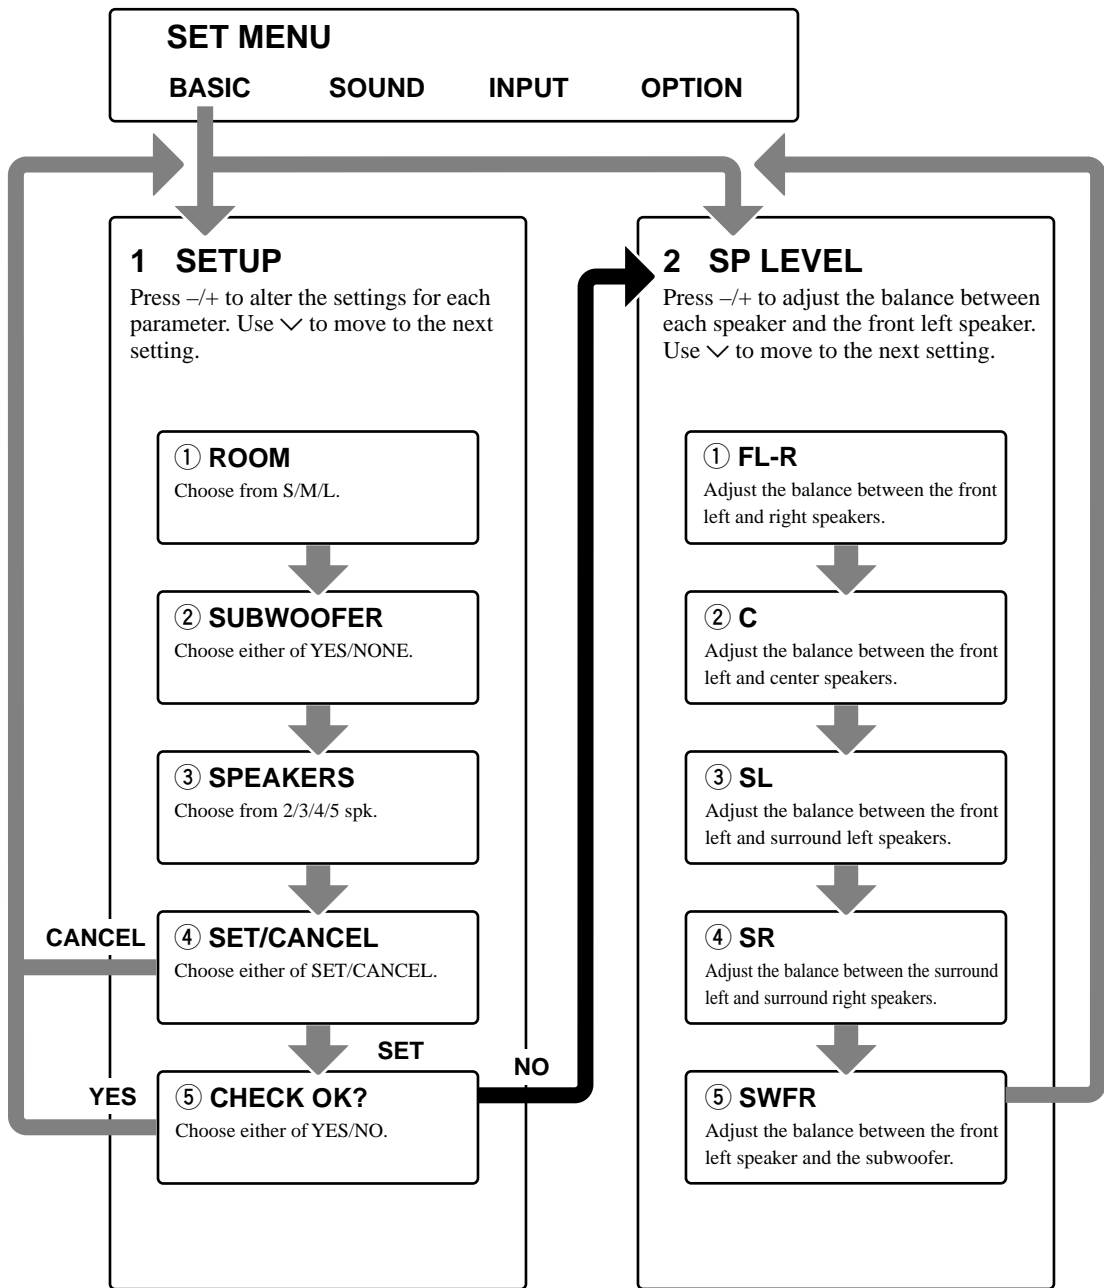 SET MENU
BASIC SOUND INPUT OPTION
1 SETUP
Press –/+ to alter the settings for each
parameter. Use ∨ to move to the next
setting.
① ROOM
Choose from S/M/L.
② SUBWOOFER
Choose either of YES/NONE.
③ SPEAKERS
Choose from 2/3/4/5 spk.
CANCEL
④ SET/CANCEL
Choose either of SET/CANCEL.
SET
NO
YES
⑤ CHECK OK?
Choose either of YES/NO.
2 SP LEVEL
Press –/+ to adjust the balance between
each speaker and the front left speaker.
Use ∨ to move to the next setting.
① FL-R
Adjust the balance between the front
left and right speakers.
② C
Adjust the balance between the front
left and center speakers.
③ SL
Adjust the balance between the front
left and surround left speakers.
④ SR
Adjust the balance between the surround
left and surround right speakers.
⑤ SWFR
Adjust the balance between the front
left speaker and the subwoofer.